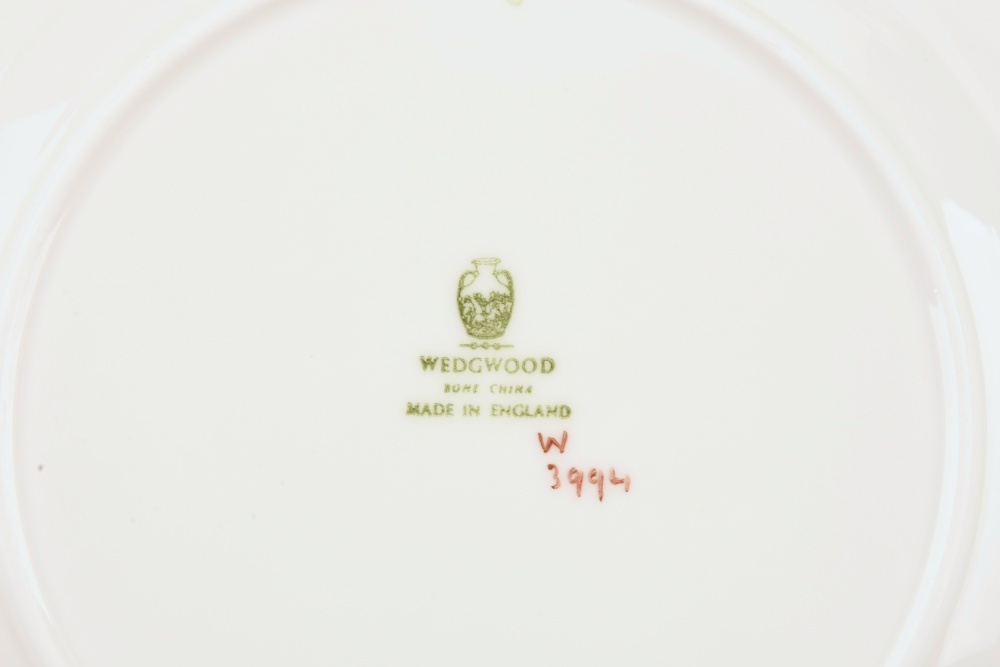 WEDGWOOD
BONE CHINA
MADE IN ENGLAND
W
3994